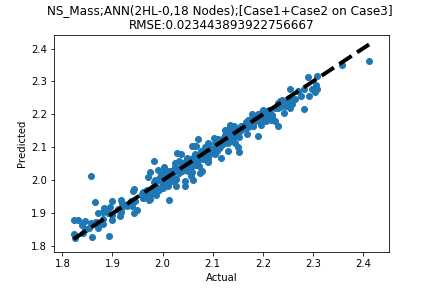 NS_Mass;ANN(2HL-0,18 Nodes);[Case1+Case2 on Case3]
RMSE:0.023443893922756667
2.4
2.3
2.2
2.1
2.0
1.9
1.8
Predicted
1.8 1.9 2.0 2.1 2.2 2.3 2.4
Actual